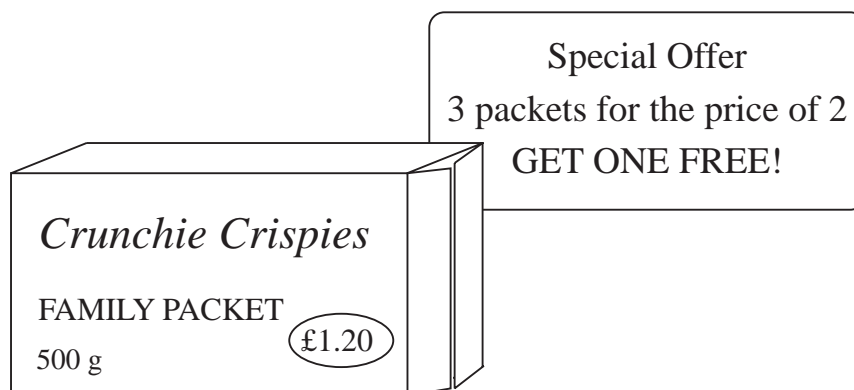 Special Offer
3 packets for the price of 2
GET ONE FREE!
Crunchie Crispies
FAMILY PACKET
£1.20
500 g